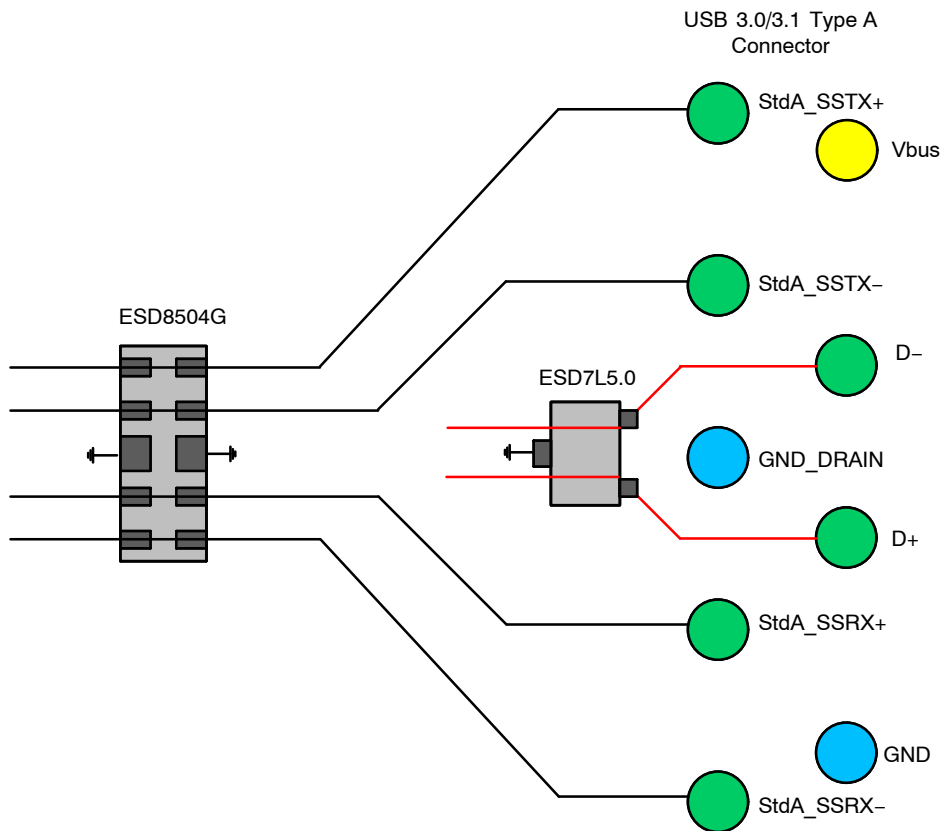 USB 3.0/3.1 Type A
Connector
StdA_SSTX+
Vbus
StdA_SSTX−
ESD8504G
D−
ESD7L5.0
GND_DRAIN
D+
StdA_SSRX+
GND
StdA_SSRX−